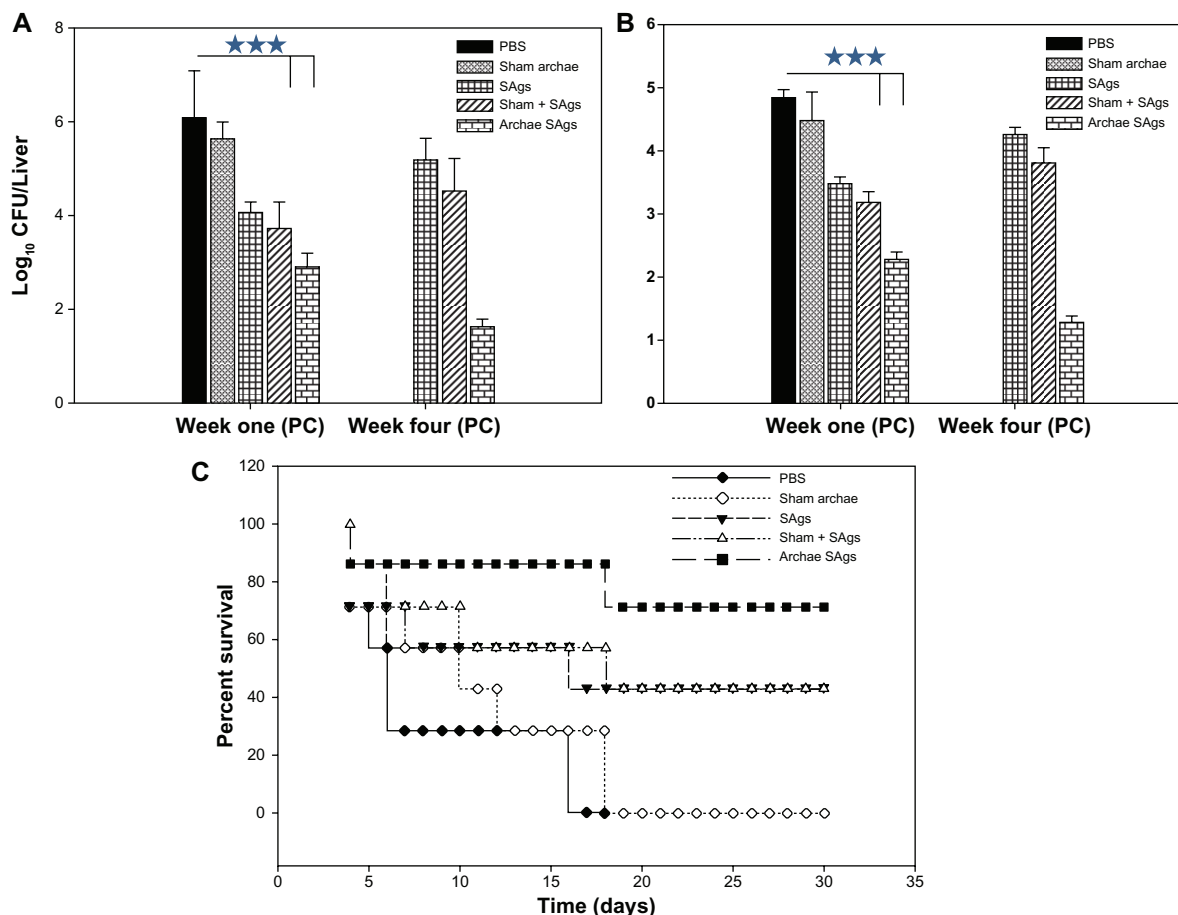 A
Log10 CFU/Liver
8
6
4
2
0
★★★
PBS
Sham archae
SAgs
Sham + SAgs
Archae SAgs
Week one (PC)
Week four (PC)
B
6
5
4
3
2
1
0
★★★
PBS
Sham archae
SAgs
Sham + SAgs
Archae SAgs
Week one (PC)
Week four (PC)
C
Percent survival
120
100
80
60
40
20
0
PBS
Sham archae
SAgs
Sham + SAgs
Archae SAgs
0 5 10 15 20 25 30 35
Time (days)